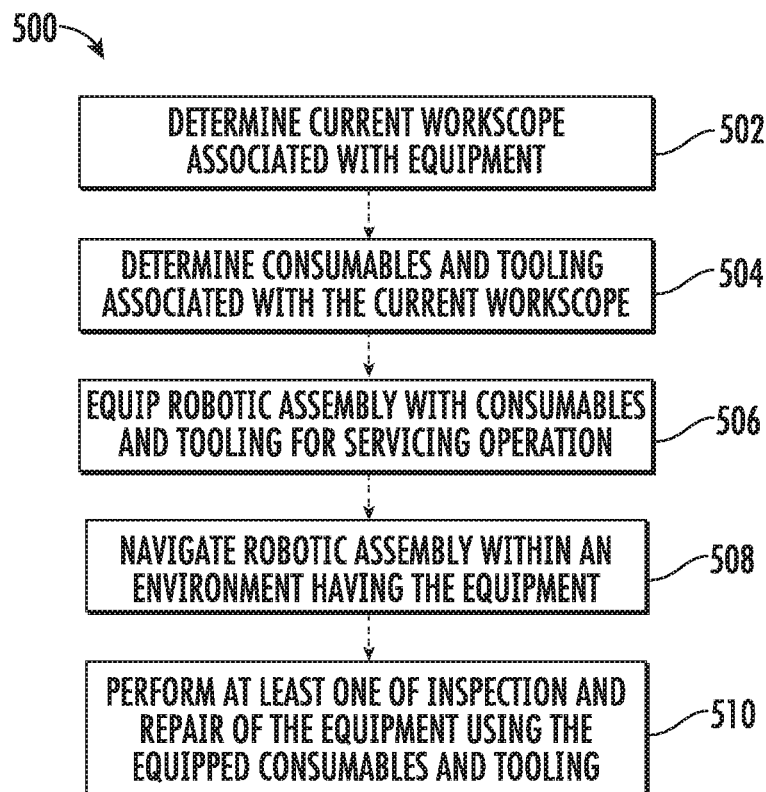 500
DETERMINE CURRENT WORKSCOPE
ASSOCIATED WITH EQUIPMENT
502
DETERMINE CONSUMABLES AND TOOLING
ASSOCIATED WITH THE CURRENT WORKSCOPE
504
EQUIP ROBOTIC ASSEMBLY WITH CONSUMABLES
AND TOOLING FOR SERVICING OPERATION
506
NAVIGATE ROBOTIC ASSEMBLY WITHIN AN
ENVIRONMENT HAVING THE EQUIPMENT
508
PERFORM AT LEAST ONE OF INSPECTION AND
REPAIR OF THE EQUIPMENT USING THE
EQUIPPED CONSUMABLES AND TOOLING
510